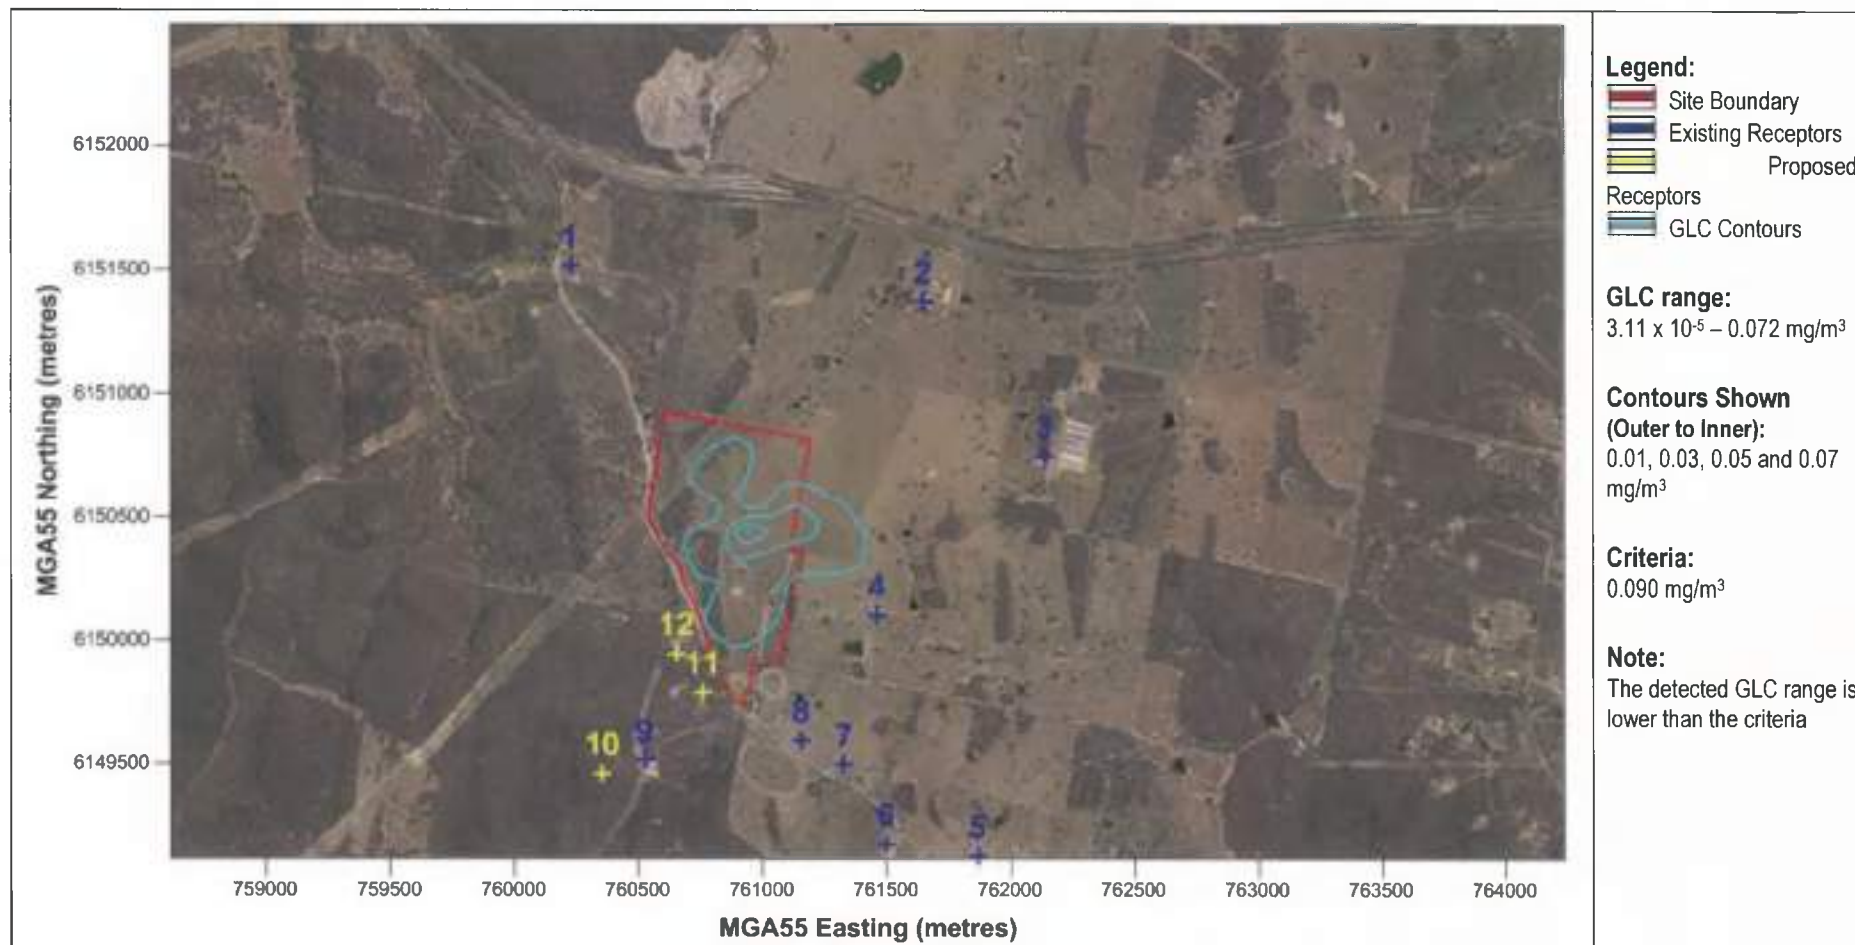 Legend:
Site Boundary
Existing Receptors
Proposed
Receptors
GLC Contours
GLC range:
3.11 x 10⁻⁵ – 0.072 mg/m³
Contours Shown
(Outer to Inner):
0.01, 0.03, 0.05 and 0.07
mg/m³
Criteria:
0.090 mg/m³
Note:
The detected GLC range is
lower than the criteria
MGA55 Northing (metres)
6152000
6151500
6151000
6150500
6150000
6149500
1
2
3
4
12
11
8
7
10
9
6
5
759000 759500 760000 760500 761000 761500 762000 762500 763000 763500 764000
MGA55 Easting (metres)